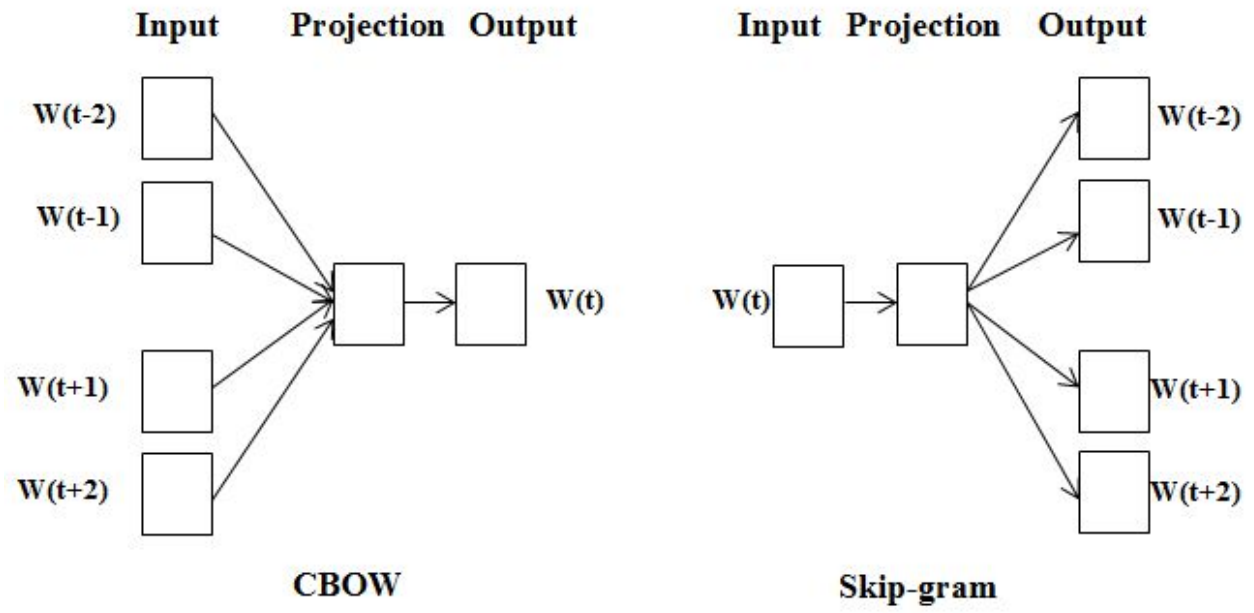 Input Projection Output
W(t-2)
W(t-1)
W(t)
W(t+1)
W(t+2)
CBOW
Input Projection Output
W(t-2)
W(t-1)
W(t)
W(t+1)
W(t+2)
Skip-gram